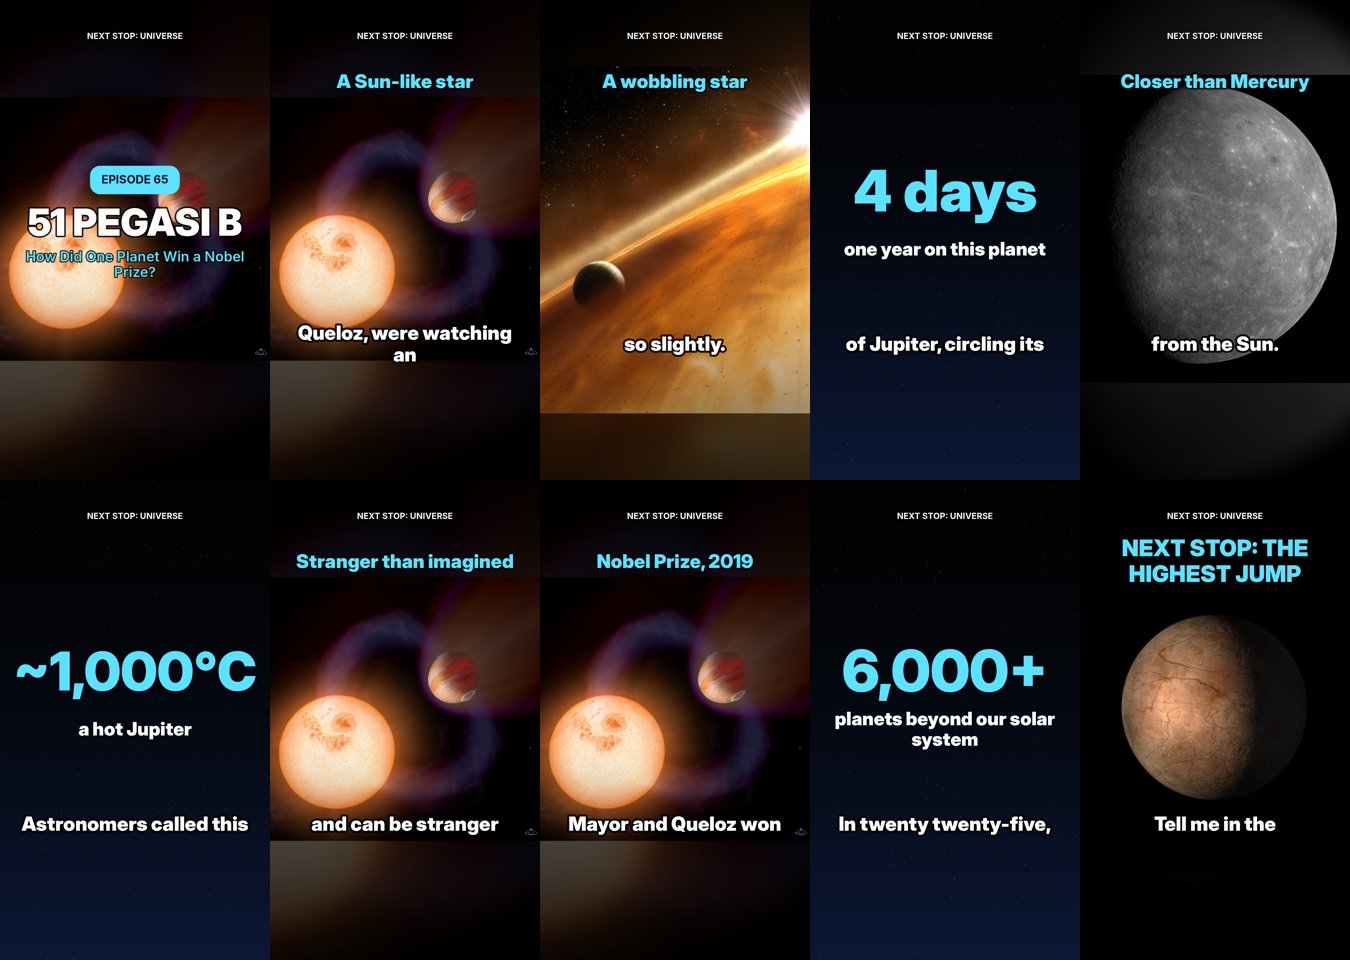 NEXT STOP: UNIVERSE
EPISODE 65
51 PEGASI B
How Did One Planet Win a Nobel
Prize?
NEXT STOP: UNIVERSE
A Sun-like star
Queloz, were watching
an
NEXT STOP: UNIVERSE
A wobbling star
so slightly.
NEXT STOP: UNIVERSE
4 days
one year on this planet
of Jupiter, circling its
NEXT STOP: UNIVERSE
Closer than Mercury
from the Sun.
NEXT STOP: UNIVERSE
~1,000°C
a hot Jupiter
Astronomers called this
NEXT STOP: UNIVERSE
Stranger than imagined
and can be stranger
NEXT STOP: UNIVERSE
Nobel Prize, 2019
Mayor and Queloz won
NEXT STOP: UNIVERSE
6,000+
planets beyond our solar
system
In twenty twenty-five,
NEXT STOP: UNIVERSE
NEXT STOP: THE
HIGHEST JUMP
Tell me in the